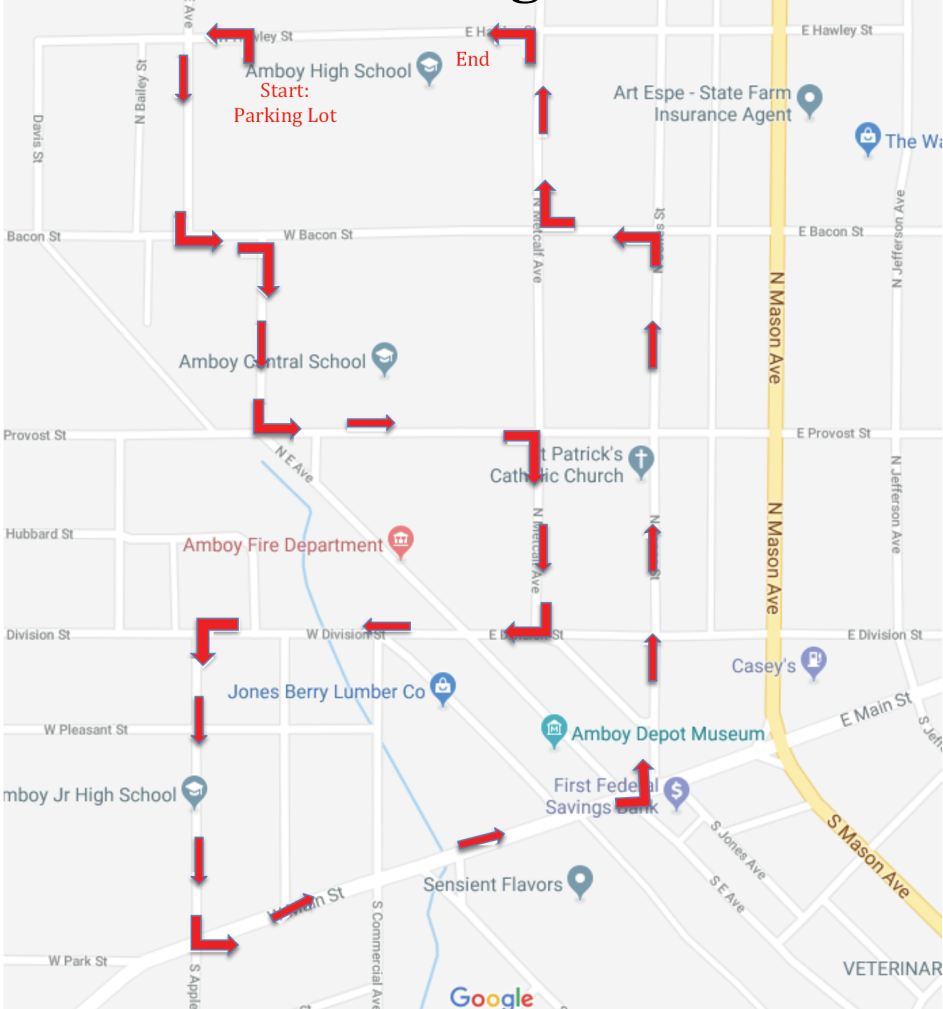 E Ave
W Hawley St
E Ha
E Hawley St
Amboy High School
End
Start:
Parking Lot
Art Espe - State Farm
Insurance Agent
The Wa
N Bailey St
Davis St
N Jefferson Ave
Bacon St
W Bacon St
N Metcalf Ave
E Bacon St
N Mason Ave
Amboy Central School
Provost St
E Provost St
t Patrick's
Catholic Church
N E Ave
N Jefferson Ave
N Mason Ave
N Metcalf Ave
Hubbard St
Amboy Fire Department
Division St
W Division St
E Division St
E Division St
Casey's
Jones Berry Lumber Co
E Main St
W Pleasant St
Amboy Depot Museum
S Jeff
mboy Jr High School
First Federal
Savings Bank
S Jones Ave
S Mason Ave
Sensient Flavors
S E Ave
W Main St
S Commercial Ave
W Park St
S Apple
VETERINAR
Google